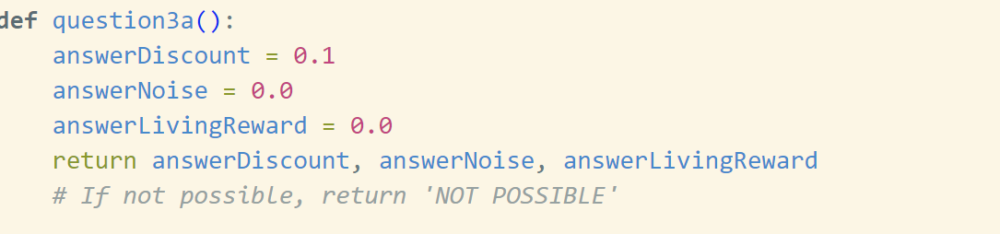 def question3a():
    answerDiscount = 0.1
    answerNoise = 0.0
    answerLivingReward = 0.0
    return answerDiscount, answerNoise, answerLivingReward
    # If not possible, return 'NOT POSSIBLE'